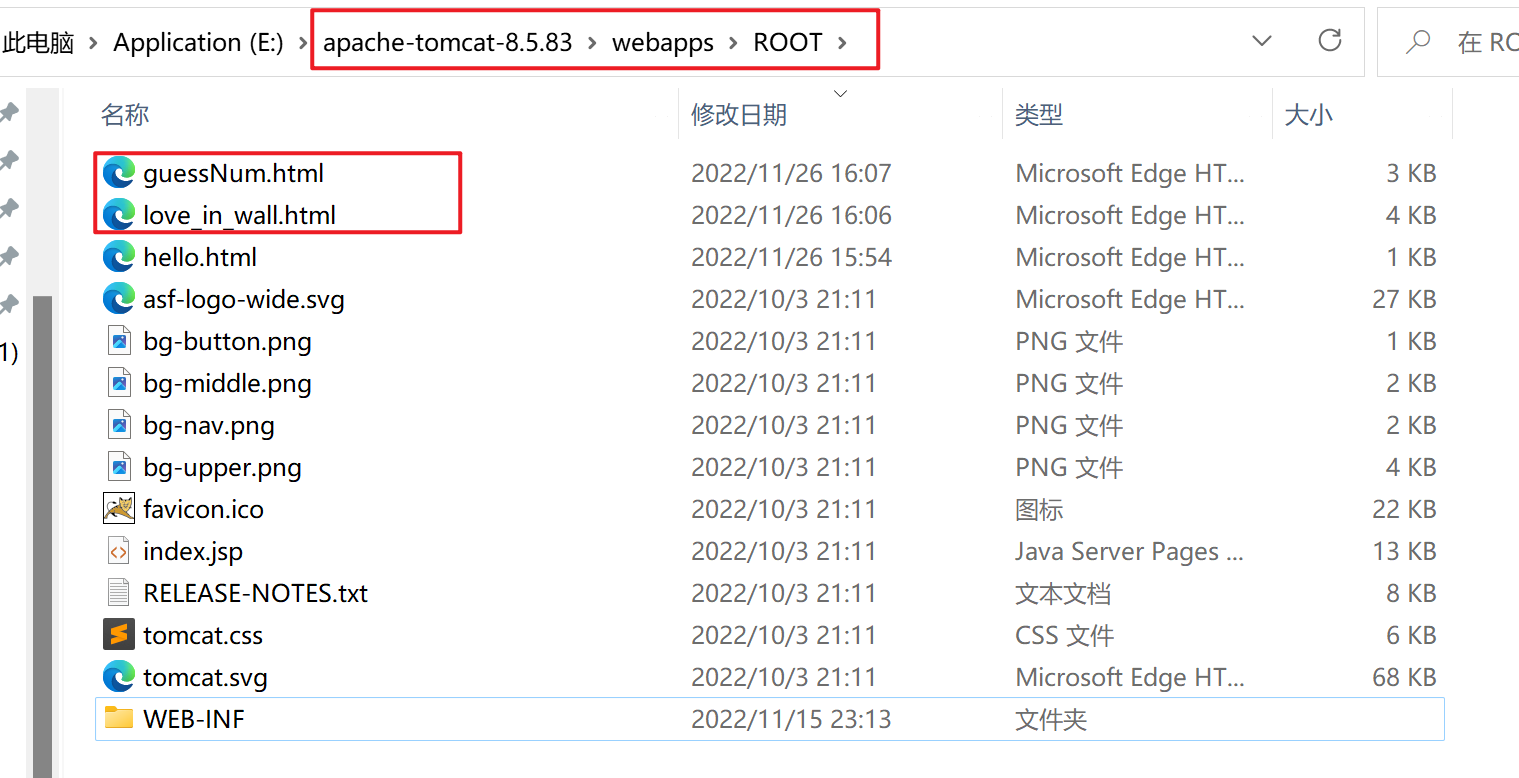 此电脑 > Application (E:) > apache-tomcat-8.5.83 > webapps > ROOT > 在 RO
名称 修改日期 类型 大小
guessNum.html 2022/11/26 16:07 Microsoft Edge HT... 3 KB
love_in_wall.html 2022/11/26 16:06 Microsoft Edge HT... 4 KB
hello.html 2022/11/26 15:54 Microsoft Edge HT... 1 KB
asf-logo-wide.svg 2022/10/3 21:11 Microsoft Edge HT... 27 KB
1) bg-button.png 2022/10/3 21:11 PNG 文件 1 KB
bg-middle.png 2022/10/3 21:11 PNG 文件 2 KB
bg-nav.png 2022/10/3 21:11 PNG 文件 2 KB
bg-upper.png 2022/10/3 21:11 PNG 文件 4 KB
favicon.ico 2022/10/3 21:11 图标 22 KB
index.jsp 2022/10/3 21:11 Java Server Pages ... 13 KB
RELEASE-NOTES.txt 2022/10/3 21:11 文本文档 8 KB
tomcat.css 2022/10/3 21:11 CSS 文件 6 KB
tomcat.svg 2022/10/3 21:11 Microsoft Edge HT... 68 KB
WEB-INF 2022/11/15 23:13 文件夹